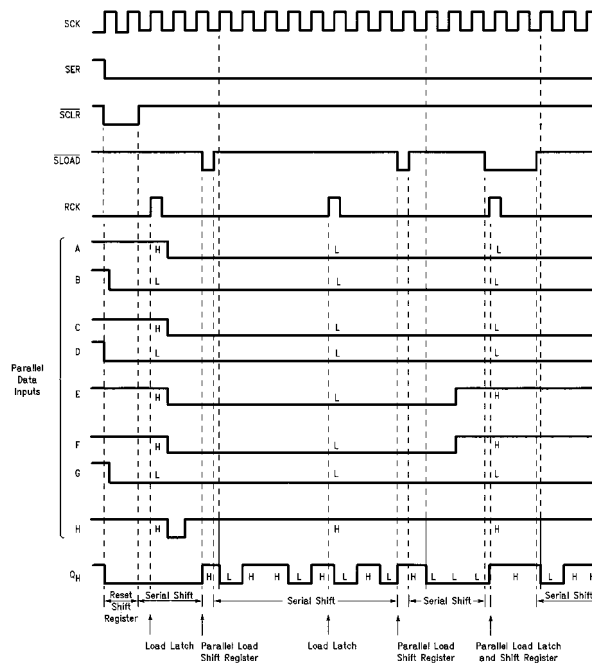 SCK
SER
SCLR
SLOAD
RCK
A H L L
B L L L
C H L L
D L L L
Parallel
Data
Inputs
E H L H
F H L H
G L L L
H H H H
QH H L H H L H L H L H L L L H L H H
Reset
Shift
Register
Serial Shift
Serial Shift
Serial Shift
Serial Shift
Load Latch
Parallel Load
Shift Register
Load Latch
Parallel Load
Shift Register
Parallel Load Latch
and Shift Register